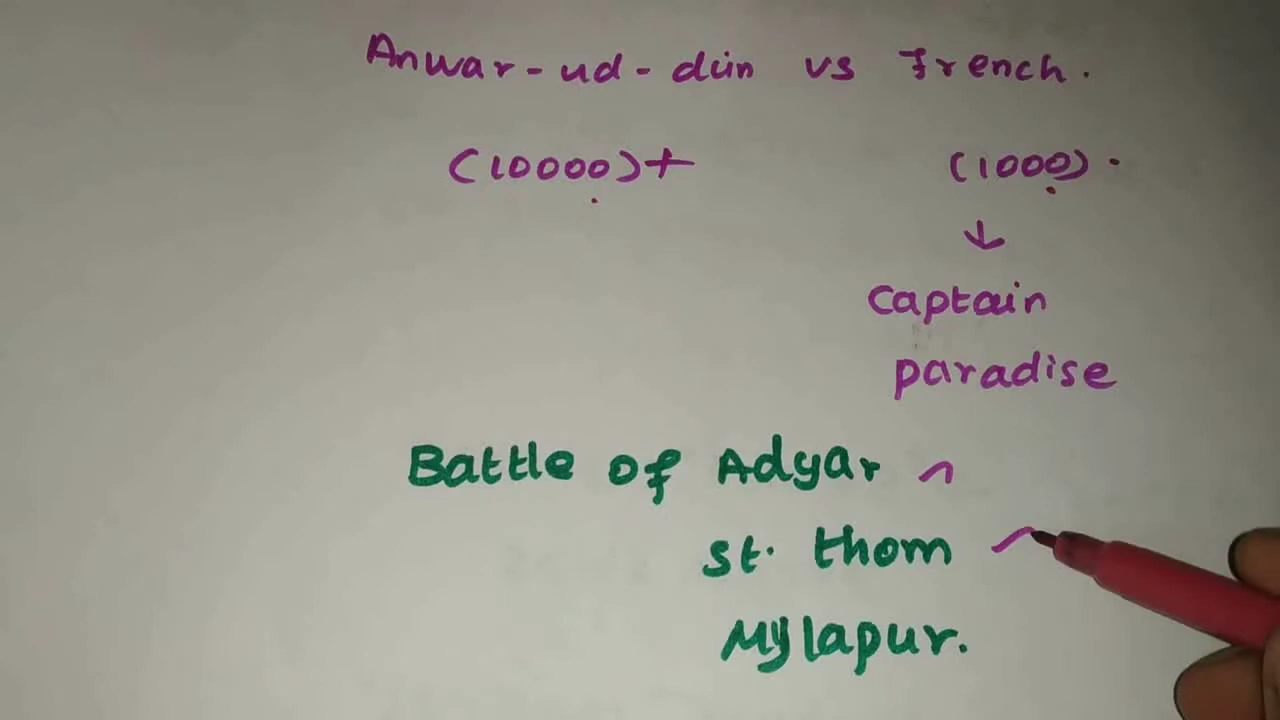 Anwar-ud-din vs French.
(10000)+ (1000).
↓
Captain
paradise
Battle of Adyar
St. thom
Mylapur.